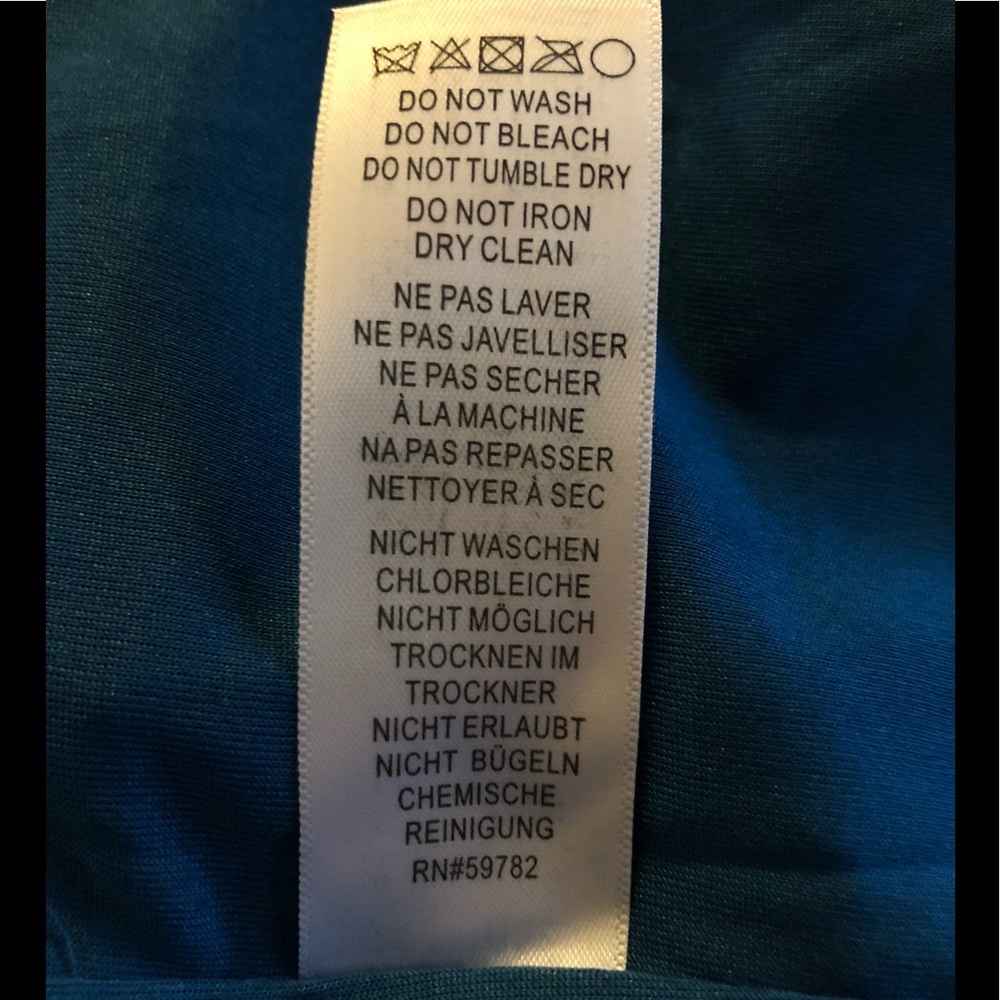 DO NOT WASH
DO NOT BLEACH
DO NOT TUMBLE DRY
DO NOT IRON
DRY CLEAN
NE PAS LAVER
NE PAS JAVELLISER
NE PAS SECHER
À LA MACHINE
NA PAS REPASSER
NETTOYER À SEC
NICHT WASCHEN
CHLORBLEICHE
NICHT MÖGLICH
TROCKNEN IM
TROCKNER
NICHT ERLAUBT
NICHT BÜGELN
CHEMISCHE
REINIGUNG
RN#59782